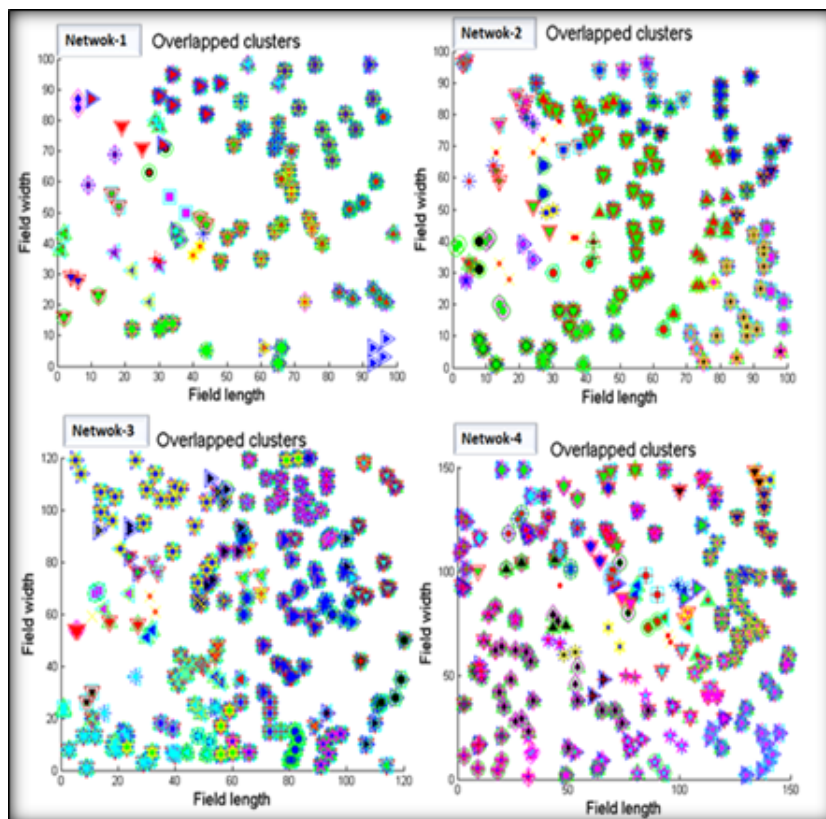 Netwok-1
Overlapped clusters
100
90
80
70
60
50
40
30
20
10
0
Field width
0 10 20 30 40 50 60 70 80 90 100
Field length
Netwok-2
Overlapped clusters
100
90
80
70
60
50
40
30
20
10
0
Field width
0 10 20 30 40 50 60 70 80 90 100
Field length
Netwok-3
Overlapped clusters
120
100
80
60
40
20
0
Field width
0 20 40 60 80 100 120
Field length
Netwok-4
Overlapped clusters
150
100
50
0
Field width
0 50 100 150
Field length